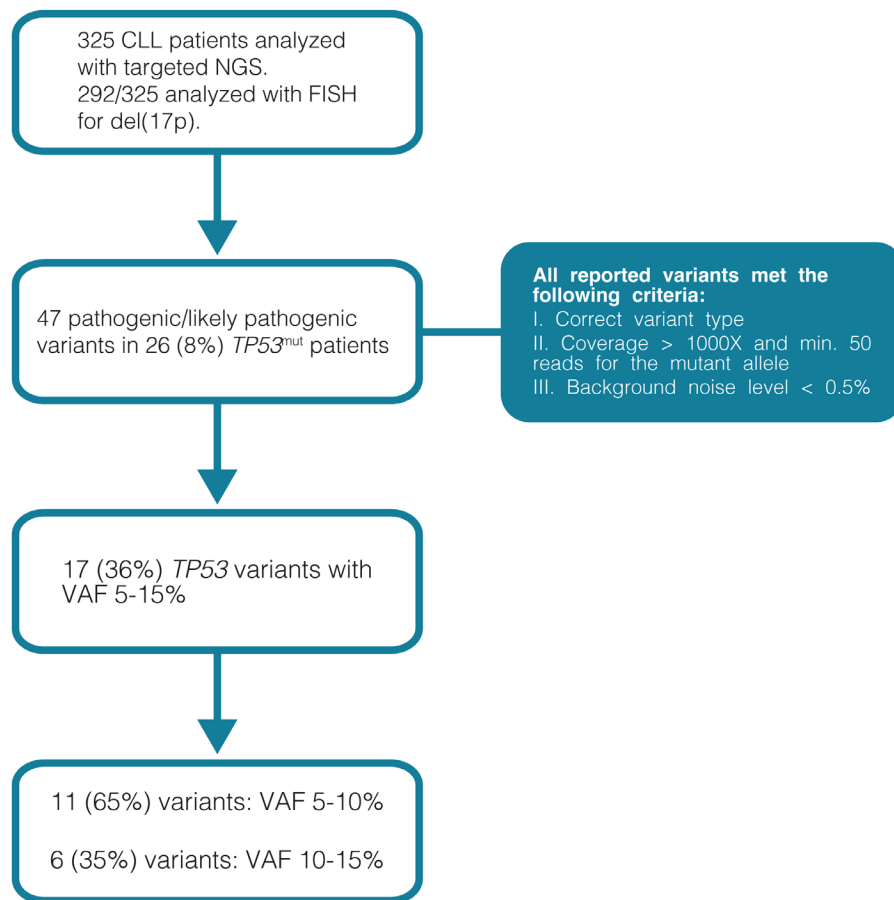 325 CLL patients analyzed
with targeted NGS.
292/325 analyzed with FISH
for del(17p).
47 pathogenic/likely pathogenic
variants in 26 (8%) TP53mut patients
All reported variants met the
following criteria:
I. Correct variant type
II. Coverage > 1000X and min. 50
reads for the mutant allele
III. Background noise level < 0.5%
17 (36%) TP53 variants with
VAF 5-15%
11 (65%) variants: VAF 5-10%
6 (35%) variants: VAF 10-15%